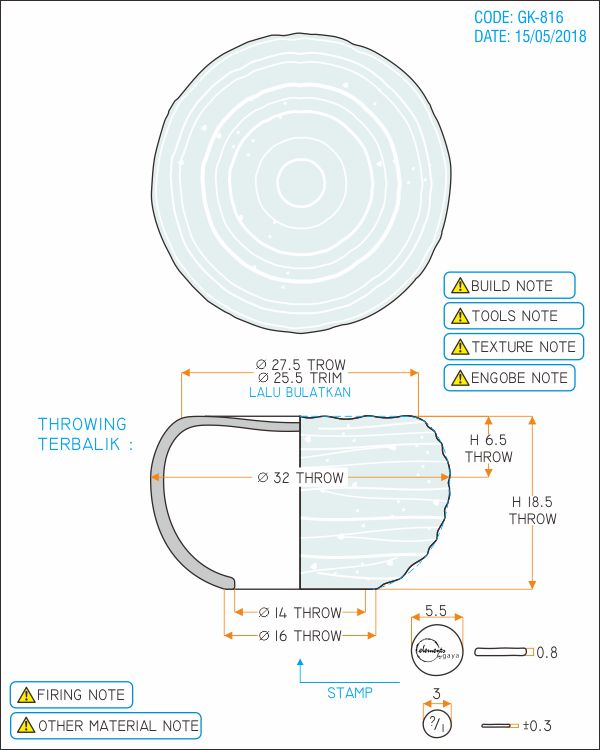 CODE: GK-816
DATE: 15/05/2018
BUILD NOTE
TOOLS NOTE
TEXTURE NOTE
ENGOBE NOTE
Ø 27.5 TROW
Ø 25.5 TRIM
LALU BULATKAN
THROWING
TERBALIK :
H 6.5
THROW
Ø 32 THROW
H 18.5
THROW
Ø 14 THROW
Ø 16 THROW
5.5
elements
gaya
0.8
STAMP
3
?/1
±0.3
FIRING NOTE
OTHER MATERIAL NOTE